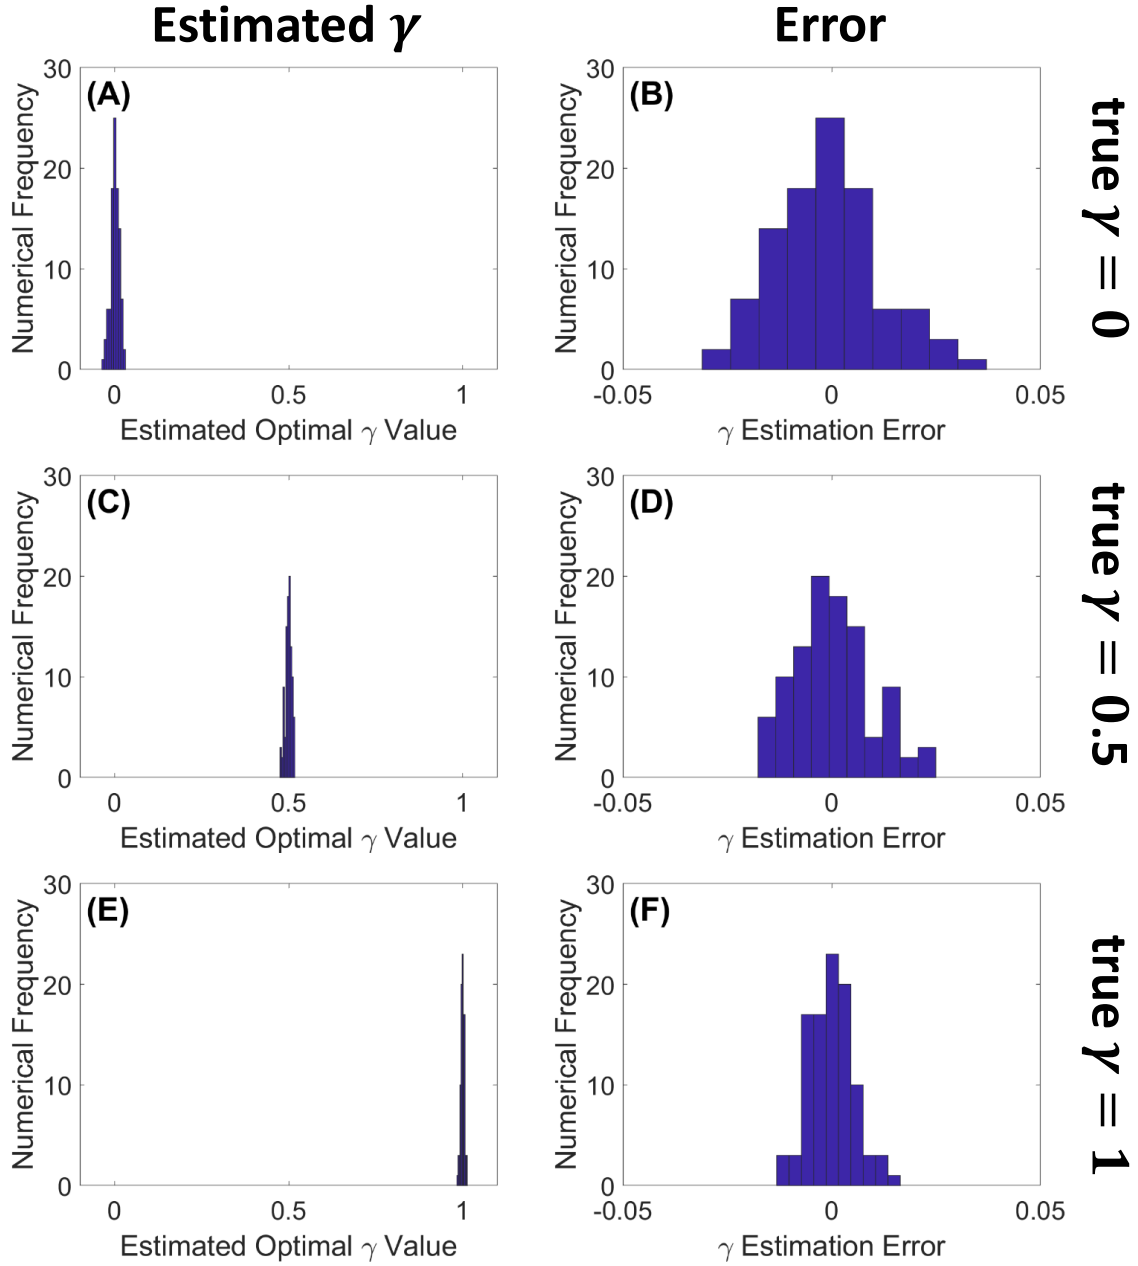 Estimated γ
Error
(A)
Numerical Frequency
30
20
10
0
0
0.5
1
Estimated Optimal γ Value
(B)
Numerical Frequency
30
20
10
0
-0.05
0
0.05
γ Estimation Error
true γ = 0
(C)
Numerical Frequency
30
20
10
0
0
0.5
1
Estimated Optimal γ Value
(D)
Numerical Frequency
30
20
10
0
-0.05
0
0.05
γ Estimation Error
true γ = 0.5
(E)
Numerical Frequency
30
20
10
0
0
0.5
1
Estimated Optimal γ Value
(F)
Numerical Frequency
30
20
10
0
-0.05
0
0.05
γ Estimation Error
true γ = 1